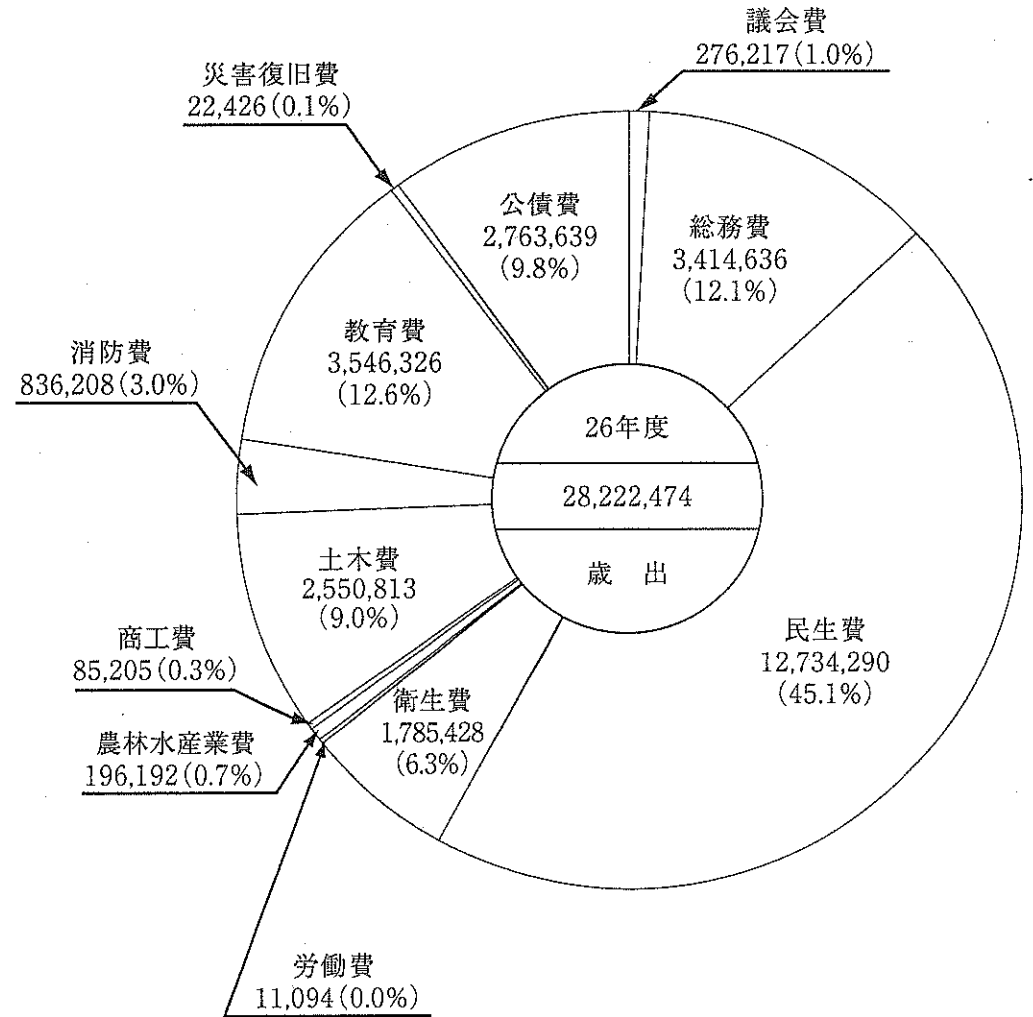 議会費
276,217(1.0%)
災害復旧費
22,426(0.1%)
公債費
2,763,639
(9.8%)
総務費
3,414,636
(12.1%)
教育費
3,546,326
(12.6%)
消防費
836,208(3.0%)
26年度
28,222,474
歳 出
土木費
2,550,813
(9.0%)
民生費
12,734,290
(45.1%)
商工費
85,205(0.3%)
衛生費
1,785,428
(6.3%)
農林水産業費
196,192(0.7%)
労働費
11,094(0.0%)